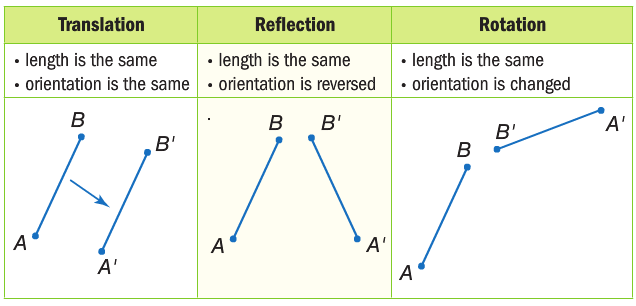 Translation
Reflection
Rotation
• length is the same
• orientation is the same
• length is the same
• orientation is reversed
• length is the same
• orientation is changed
B
B'
A
A'
B
B'
A
A'
B
B'
A'
A